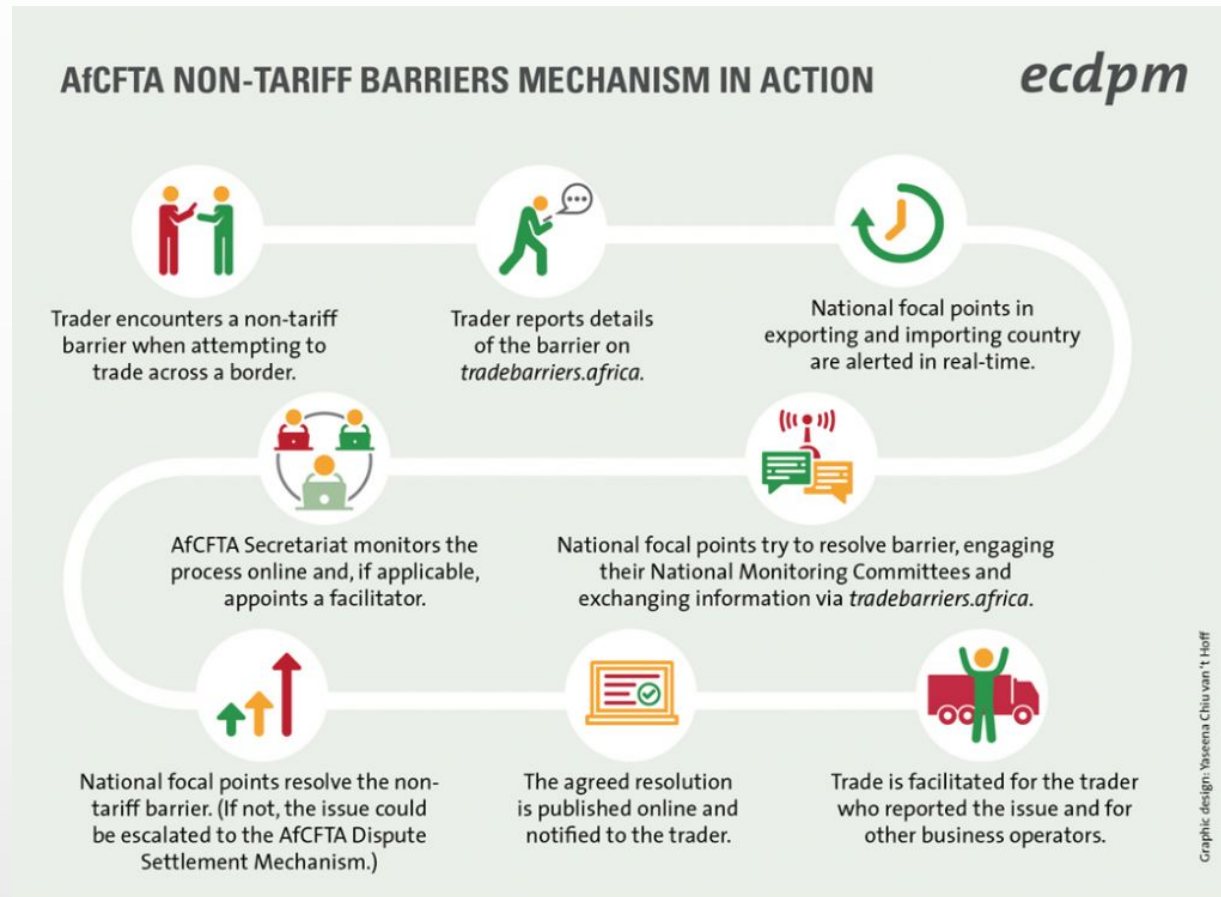 AfCFTA NON-TARIFF BARRIERS MECHANISM IN ACTION
ecdpm
Trader encounters a non-tariff
barrier when attempting to
trade across a border.
Trader reports details
of the barrier on
tradebarriers.africa.
National focal points in
exporting and importing country
are alerted in real-time.
National focal points try to resolve barrier, engaging
their National Monitoring Committees and
exchanging information via tradebarriers.africa.
AfCFTA Secretariat monitors the
process online and, if applicable,
appoints a facilitator.
National focal points resolve the non-
tariff barrier. (If not, the issue could
be escalated to the AfCFTA Dispute
Settlement Mechanism.)
The agreed resolution
is published online and
notified to the trader.
Trade is facilitated for the trader
who reported the issue and for
other business operators.
Graphic design: Yaseena Chiu van 't Hoff